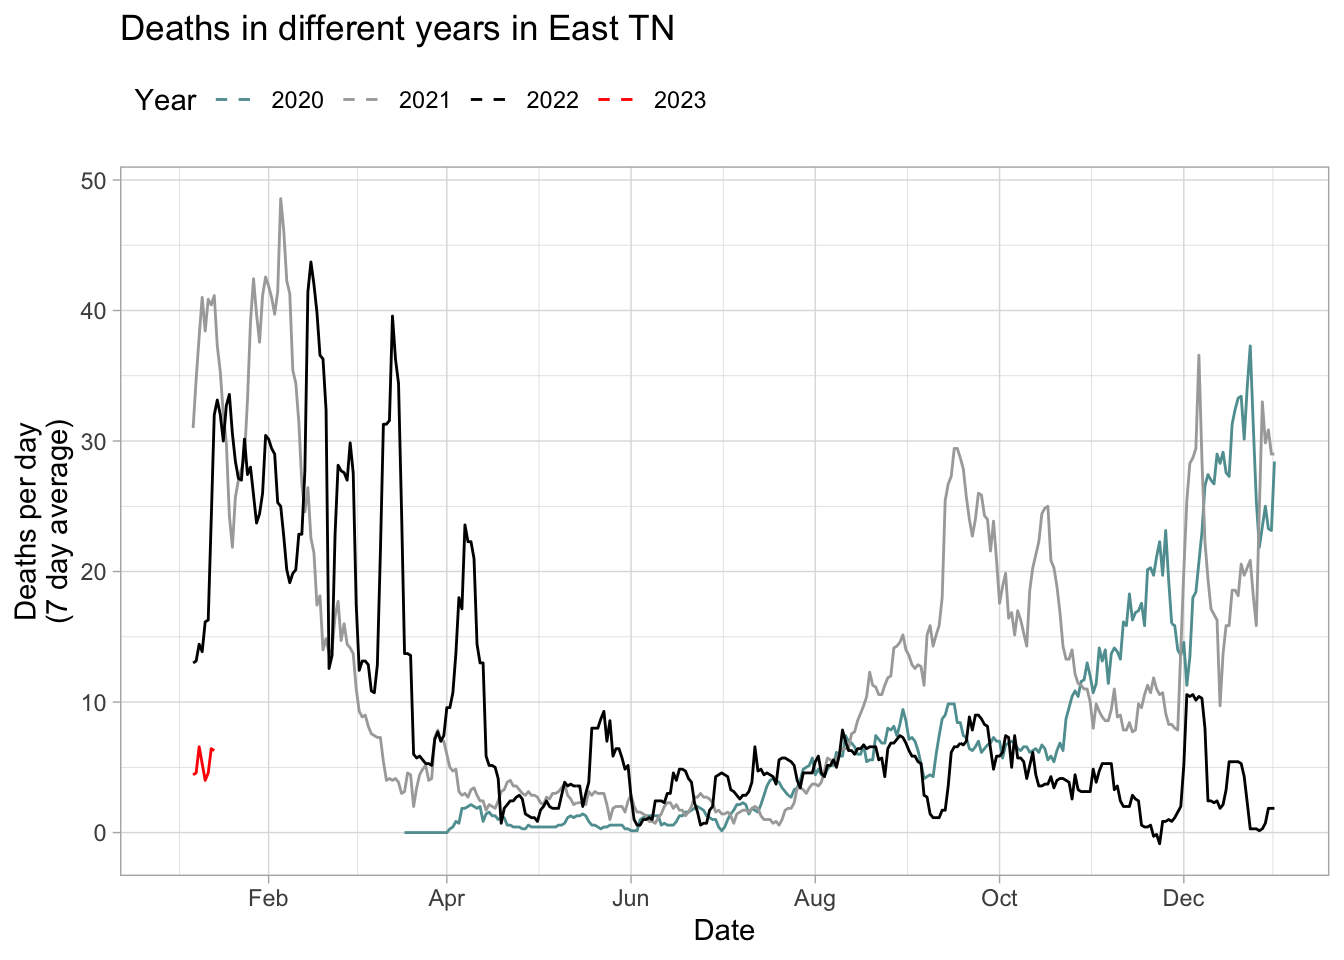 Deaths in different years in East TN
Year 2020 2021 2022 2023
50
40
30
20
10
0
Deaths per day
(7 day average)
Feb Apr Jun Aug Oct Dec
Date